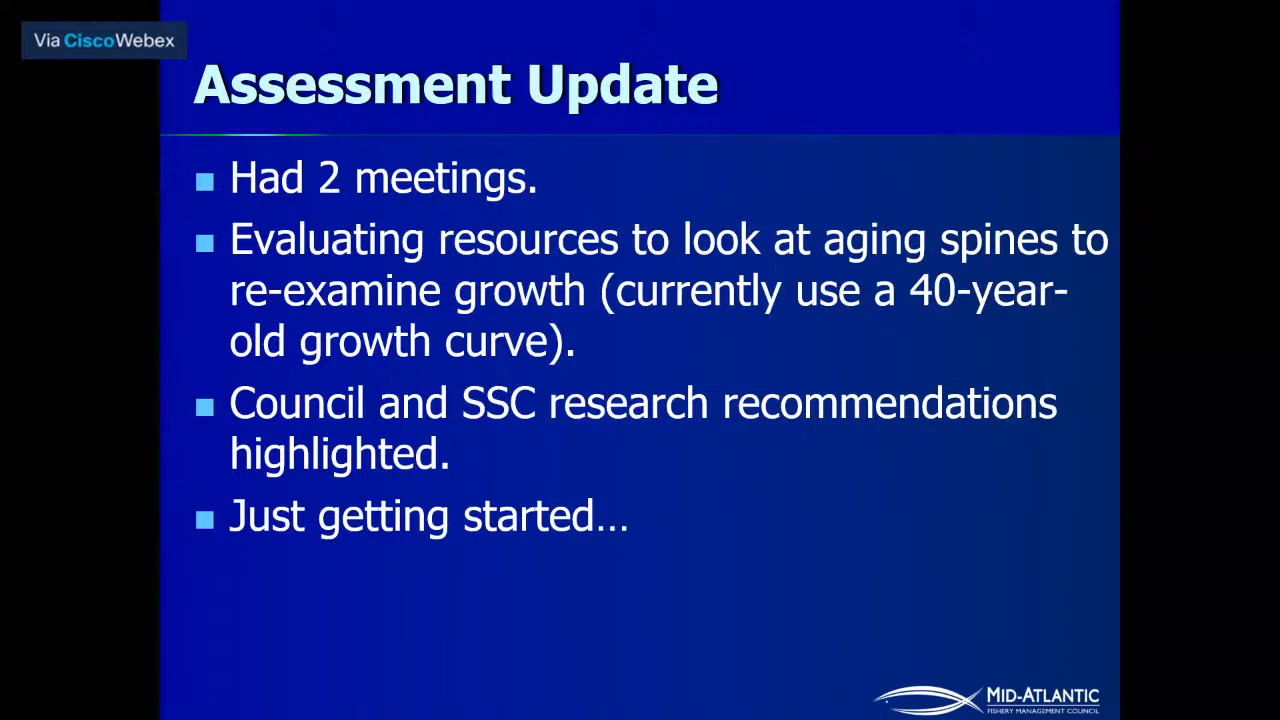 Via CiscoWebex
Assessment Update
Had 2 meetings.
Evaluating resources to look at aging spines to
re-examine growth (currently use a 40-year-
old growth curve).
Council and SSC research recommendations
highlighted.
Just getting started…
MID-ATLANTIC
FISHERY MANAGEMENT COUNCIL